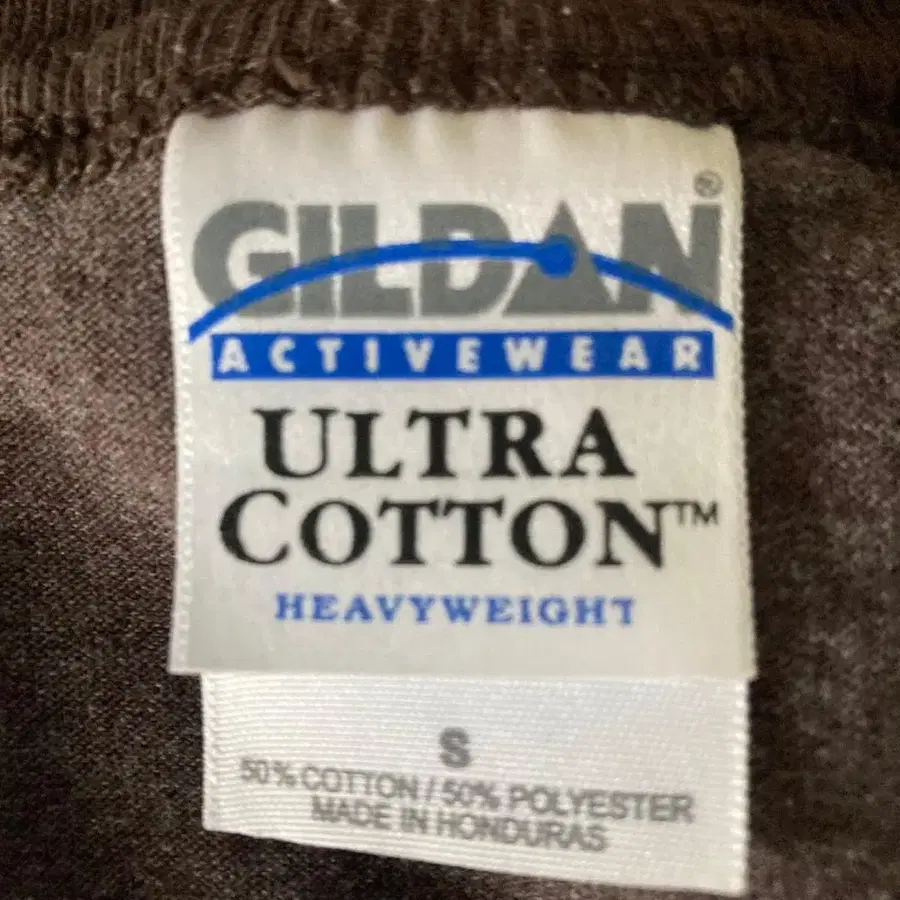 GILDAN®
ACTIVEWEAR
ULTRA
COTTON™
HEAVYWEIGHT
S
50% COTTON / 50% POLYESTER
MADE IN HONDURAS